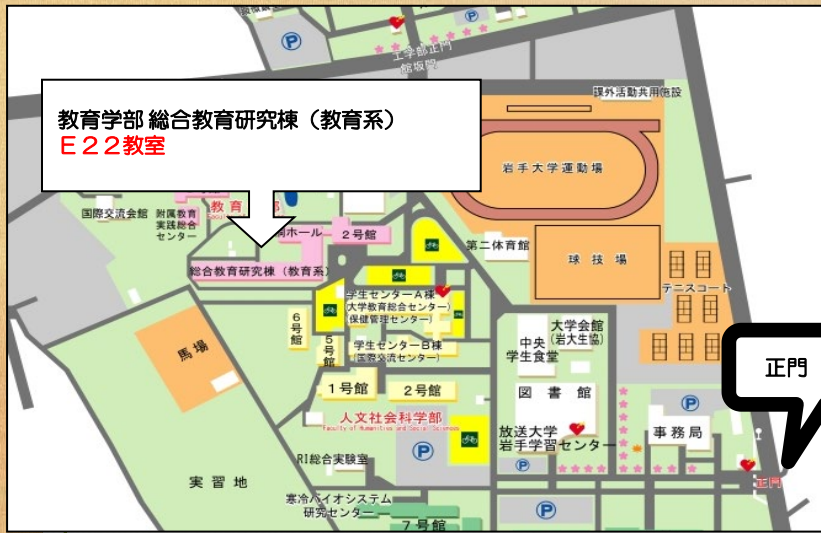 工学部正門
館坂門
教育学部 総合教育研究棟（教育系）
Ｅ２２教室
課外活動共用施設
岩手大学運動場
国際交流会館
附属教育
実践総合
センター
教育
部
ホール
２号館
第二体育館
球技場
総合教育研究棟（教育系）
テニスコート
学生センターA棟
(大学教育総合センター)
(保健管理センター)
６号館
５号館
学生センターB棟
(国際交流センター)
大学会館
(岩大生協)
中央
学生食堂
馬場
正門
１号館
２号館
図書館
人文社会科学部
Faculty of Humanities and Social Sciences
放送大学
岩手学習センター
事務局
RI総合実験室
正門
実習地
寒冷バイオシステム
研究センター
７号館
P
P
P
P
P
P